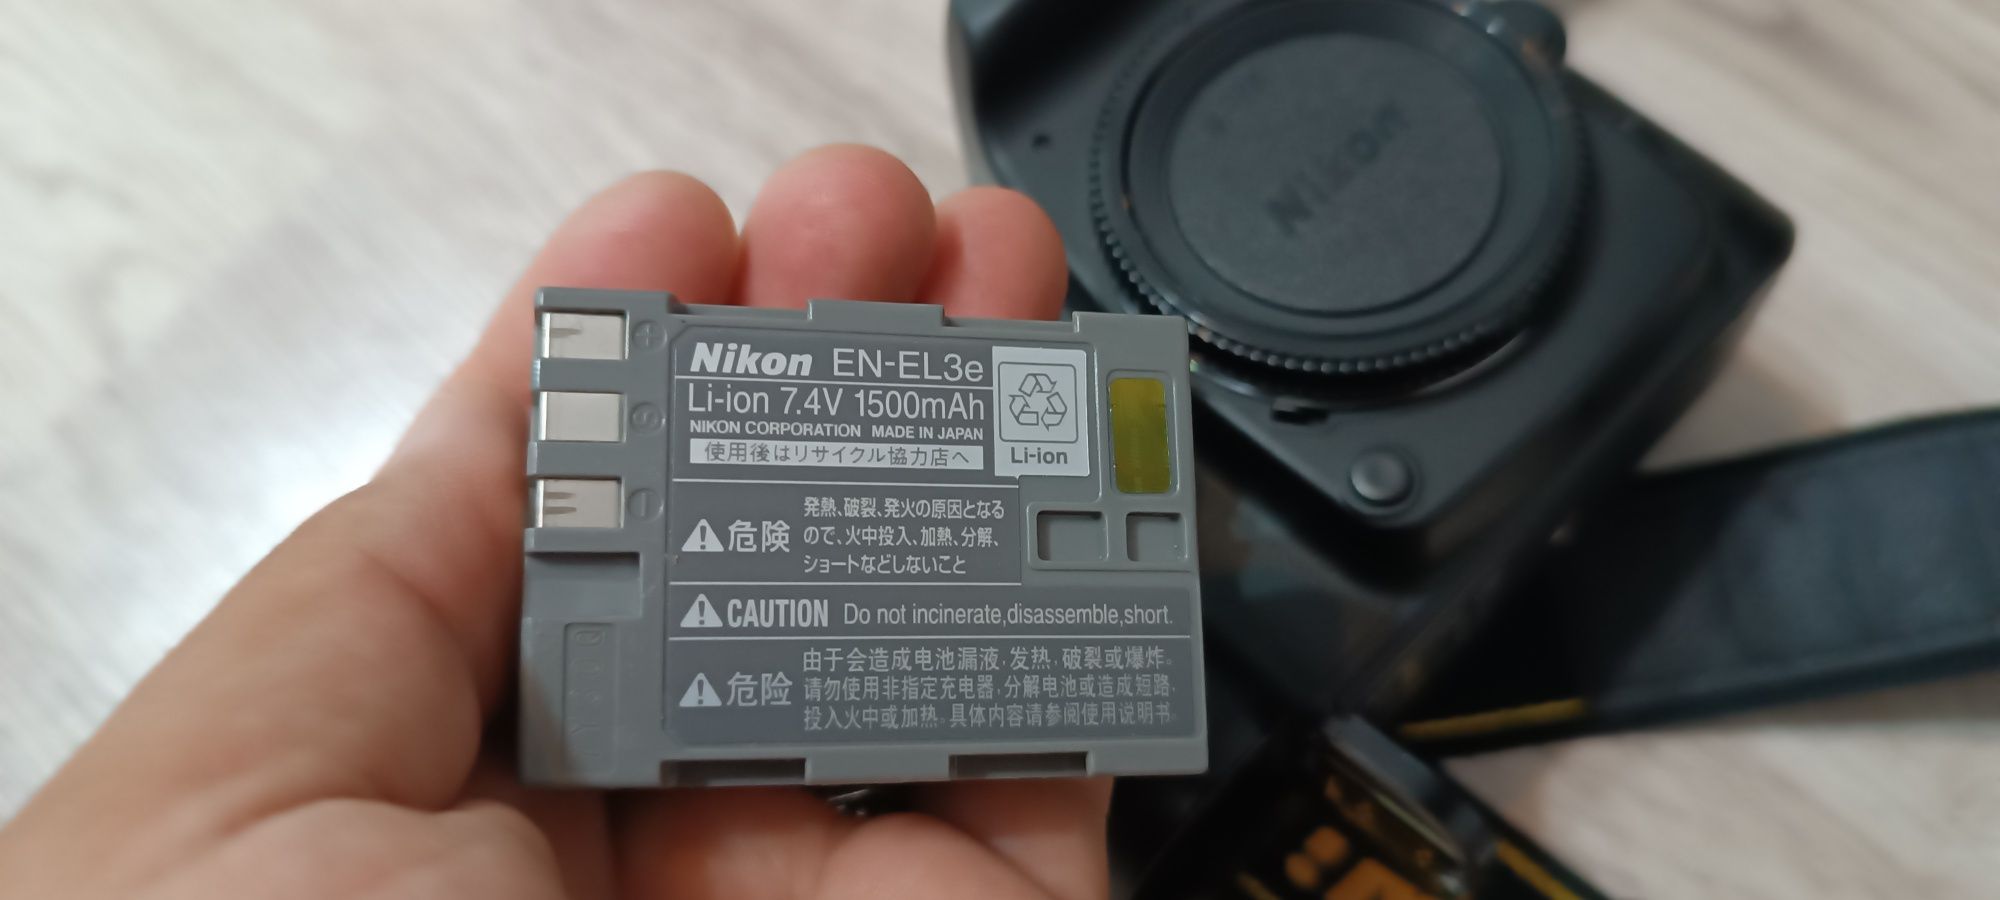 Nikon EN-EL3e
Li-ion 7.4V 1500mAh
NIKON CORPORATION MADE IN JAPAN
使用後はリサイクル協力店へ
Li-ion
危険
発熱、破裂、発火の原因となる
ので、火中投入、加熱、分解、
ショートなどしないこと
CAUTION Do not incinerate,disassemble,short.
危险
由于会造成电池漏液，发热，破裂或爆炸。
请勿使用非指定充电器，分解电池或造成短路，
投入火中或加热。具体内容请参阅使用说明书。
Nikon